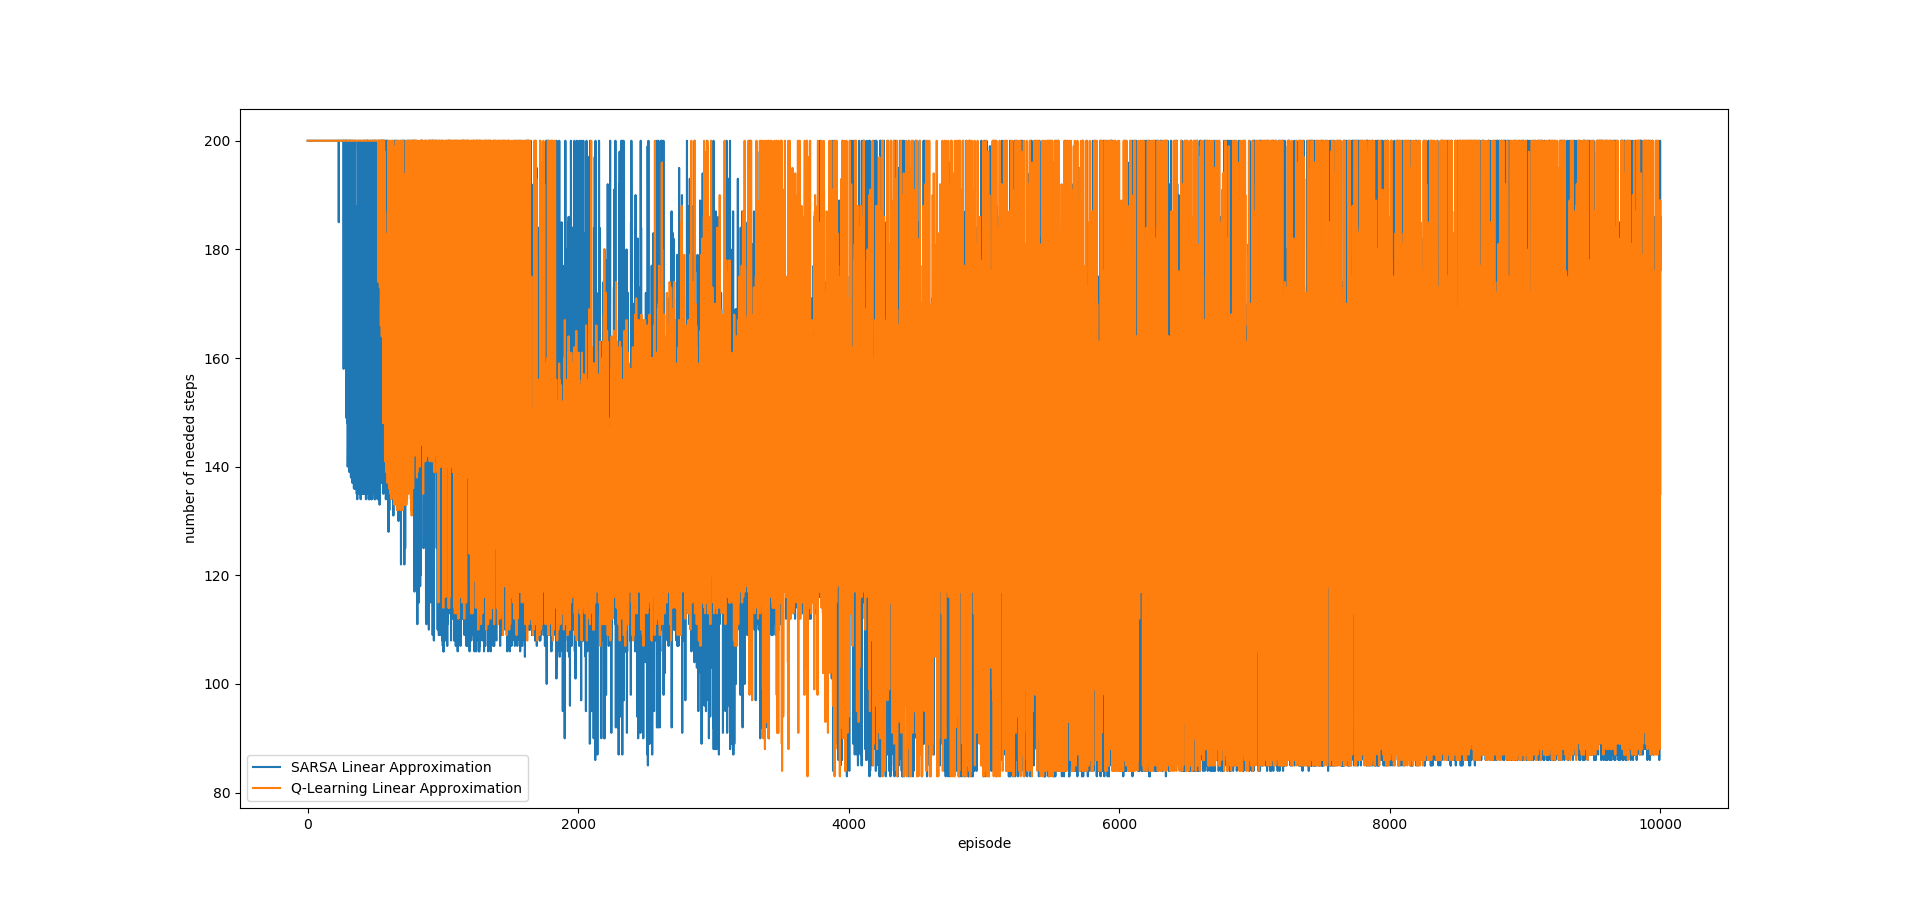 200
180
160
140
120
100
80
number of needed steps
SARSA Linear Approximation
Q-Learning Linear Approximation
0 2000 4000 6000 8000 10000
episode